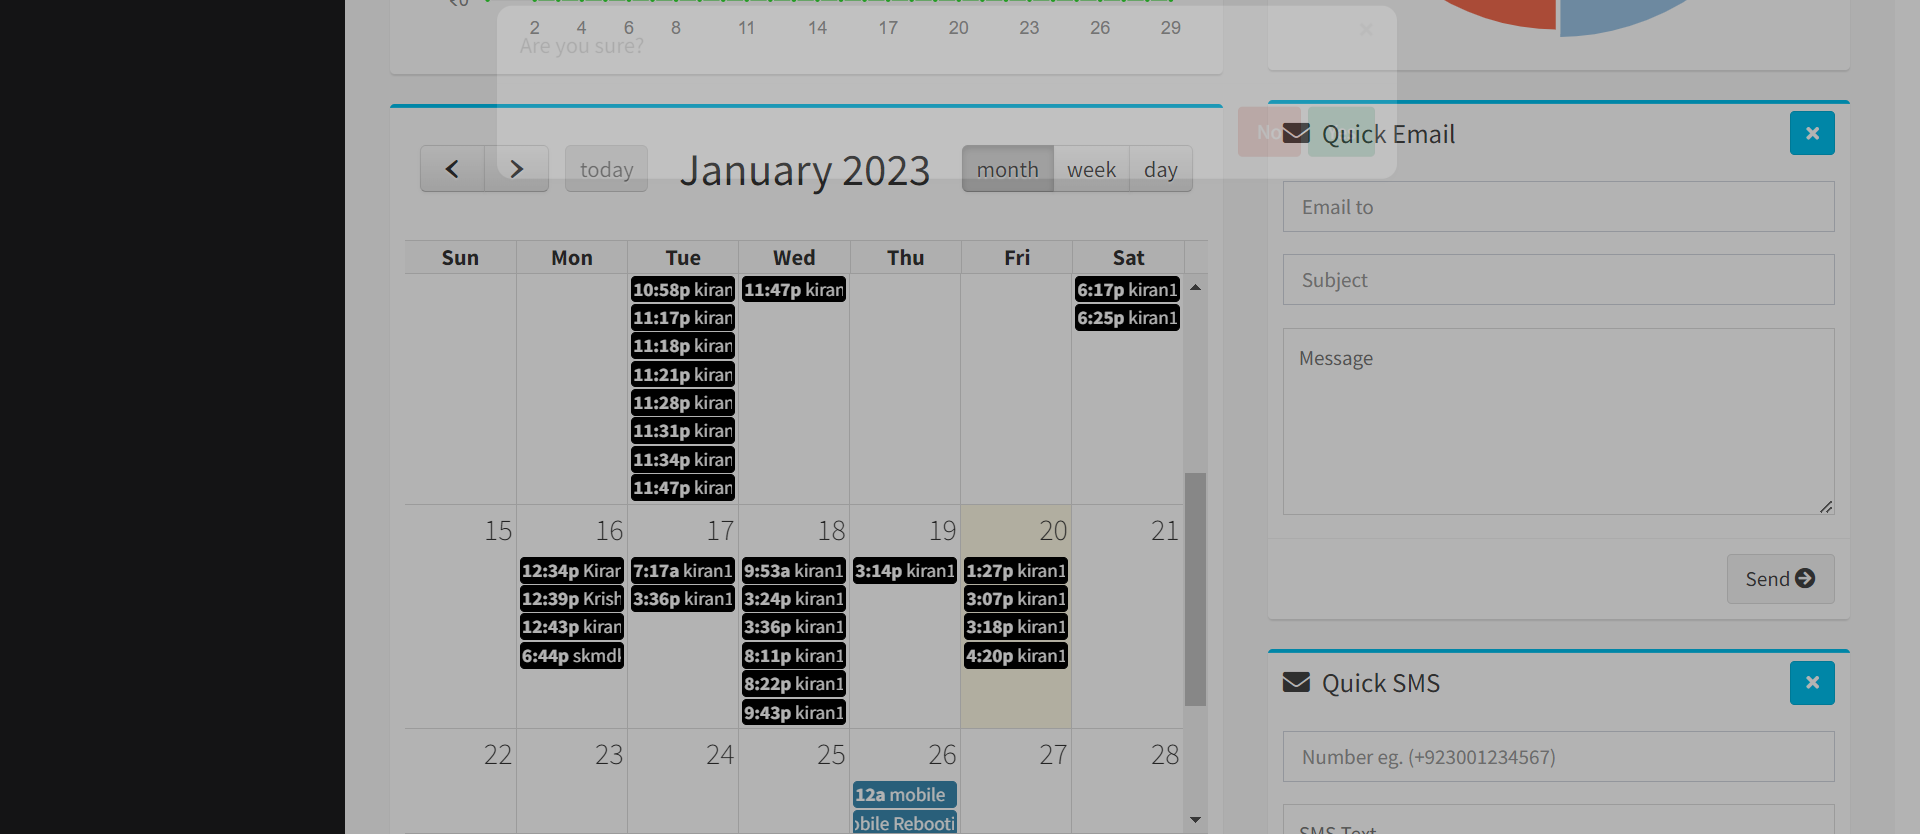 ₹0
2 4 6 8 11 14 17 20 23 26 29
Are you sure?
×
No
January 2023
today
month week day
Sun Mon Tue Wed Thu Fri Sat
10:58p kiran
11:17p kiran
11:18p kiran
11:21p kiran
11:28p kiran
11:31p kiran
11:34p kiran
11:47p kiran
11:47p kiran
6:17p kiran1
6:25p kiran1
15 16 17 18 19 20 21
12:34p Kiran
12:39p Krish
12:43p kiran
6:44p skmdl
7:17a kiran1
3:36p kiran1
9:53a kiran1
3:24p kiran1
3:36p kiran1
8:11p kiran1
8:22p kiran1
9:43p kiran1
3:14p kiran1
1:27p kiran1
3:07p kiran1
3:18p kiran1
4:20p kiran1
22 23 24 25 26 27 28
12a mobile
obile Rebooti
Quick Email
Email to
Subject
Message
Send
Quick SMS
Number eg. (+923001234567)
SMS Text